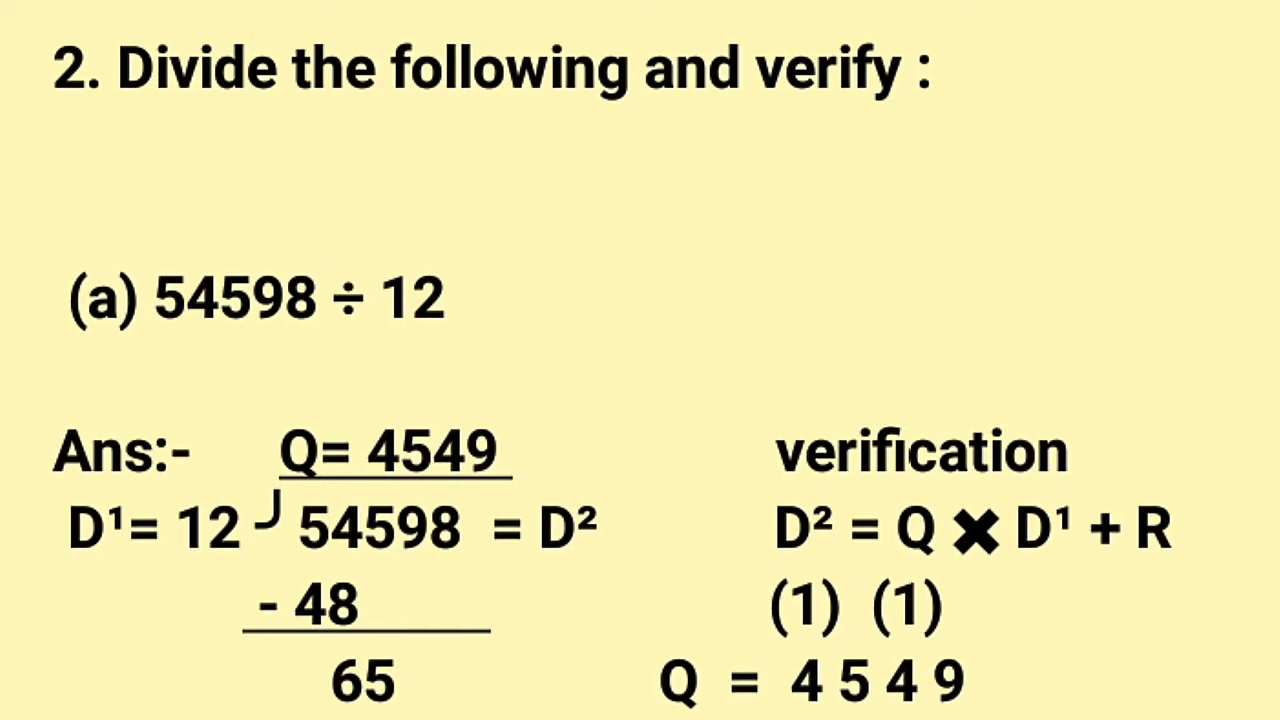 2. Divide the following and verify :
(a) 54598 ÷ 12
Ans:- Q= 4549 verification
D¹= 12 ╯ 54598 = D² D² = Q ✖ D¹ + R
- 48 (1) (1)
65 Q = 4 5 4 9